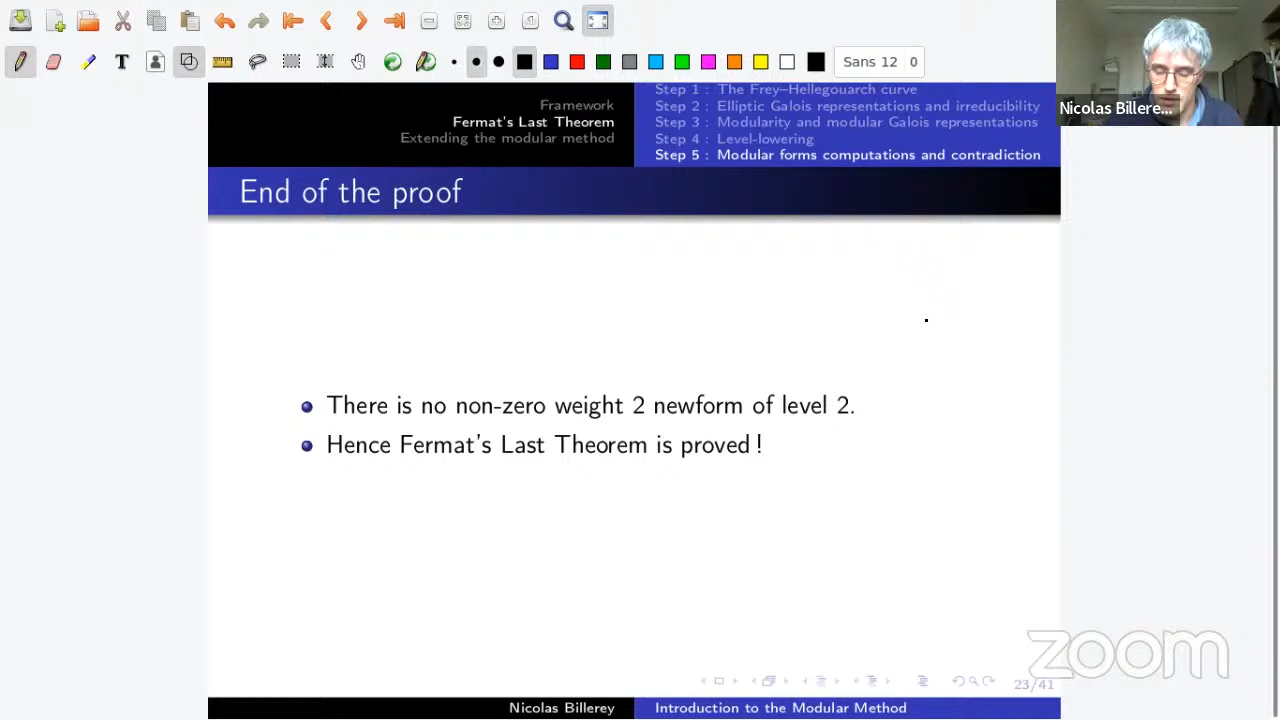 Sans 12 0
Nicolas Billere...
Framework
Fermat's Last Theorem
Extending the modular method
Step 1 : The Frey–Hellegouarch curve
Step 2 : Elliptic Galois representations and irreducibility
Step 3 : Modularity and modular Galois representations
Step 4 : Level-lowering
Step 5 : Modular forms computations and contradiction
End of the proof
There is no non-zero weight 2 newform of level 2.
Hence Fermat's Last Theorem is proved !
zoom
23/41
Nicolas Billerey
Introduction to the Modular Method